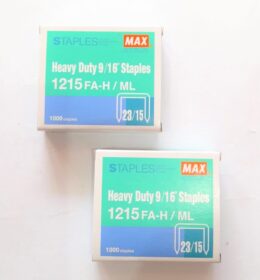 STAPLES
MAX
Heavy Duty 9/16" Staples
1215 FA-H / ML
23/15
1000 staples
STAPLES
MAX
Heavy Duty 9/16" Staples
1215 FA-H / ML
23/15
1000 staples